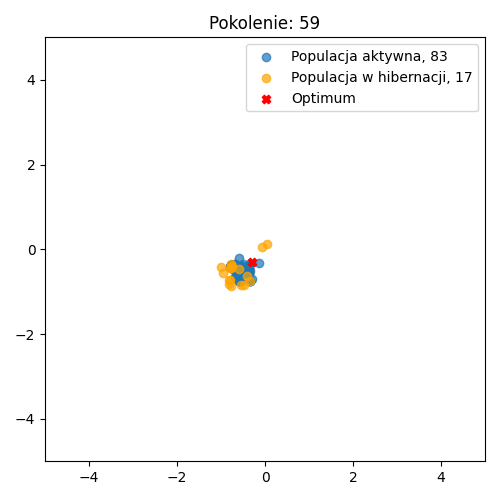 Pokolenie: 59
Populacja aktywna, 83
Populacja w hibernacji, 17
Optimum
4
2
0
−2
−4
−4
−2
0
2
4